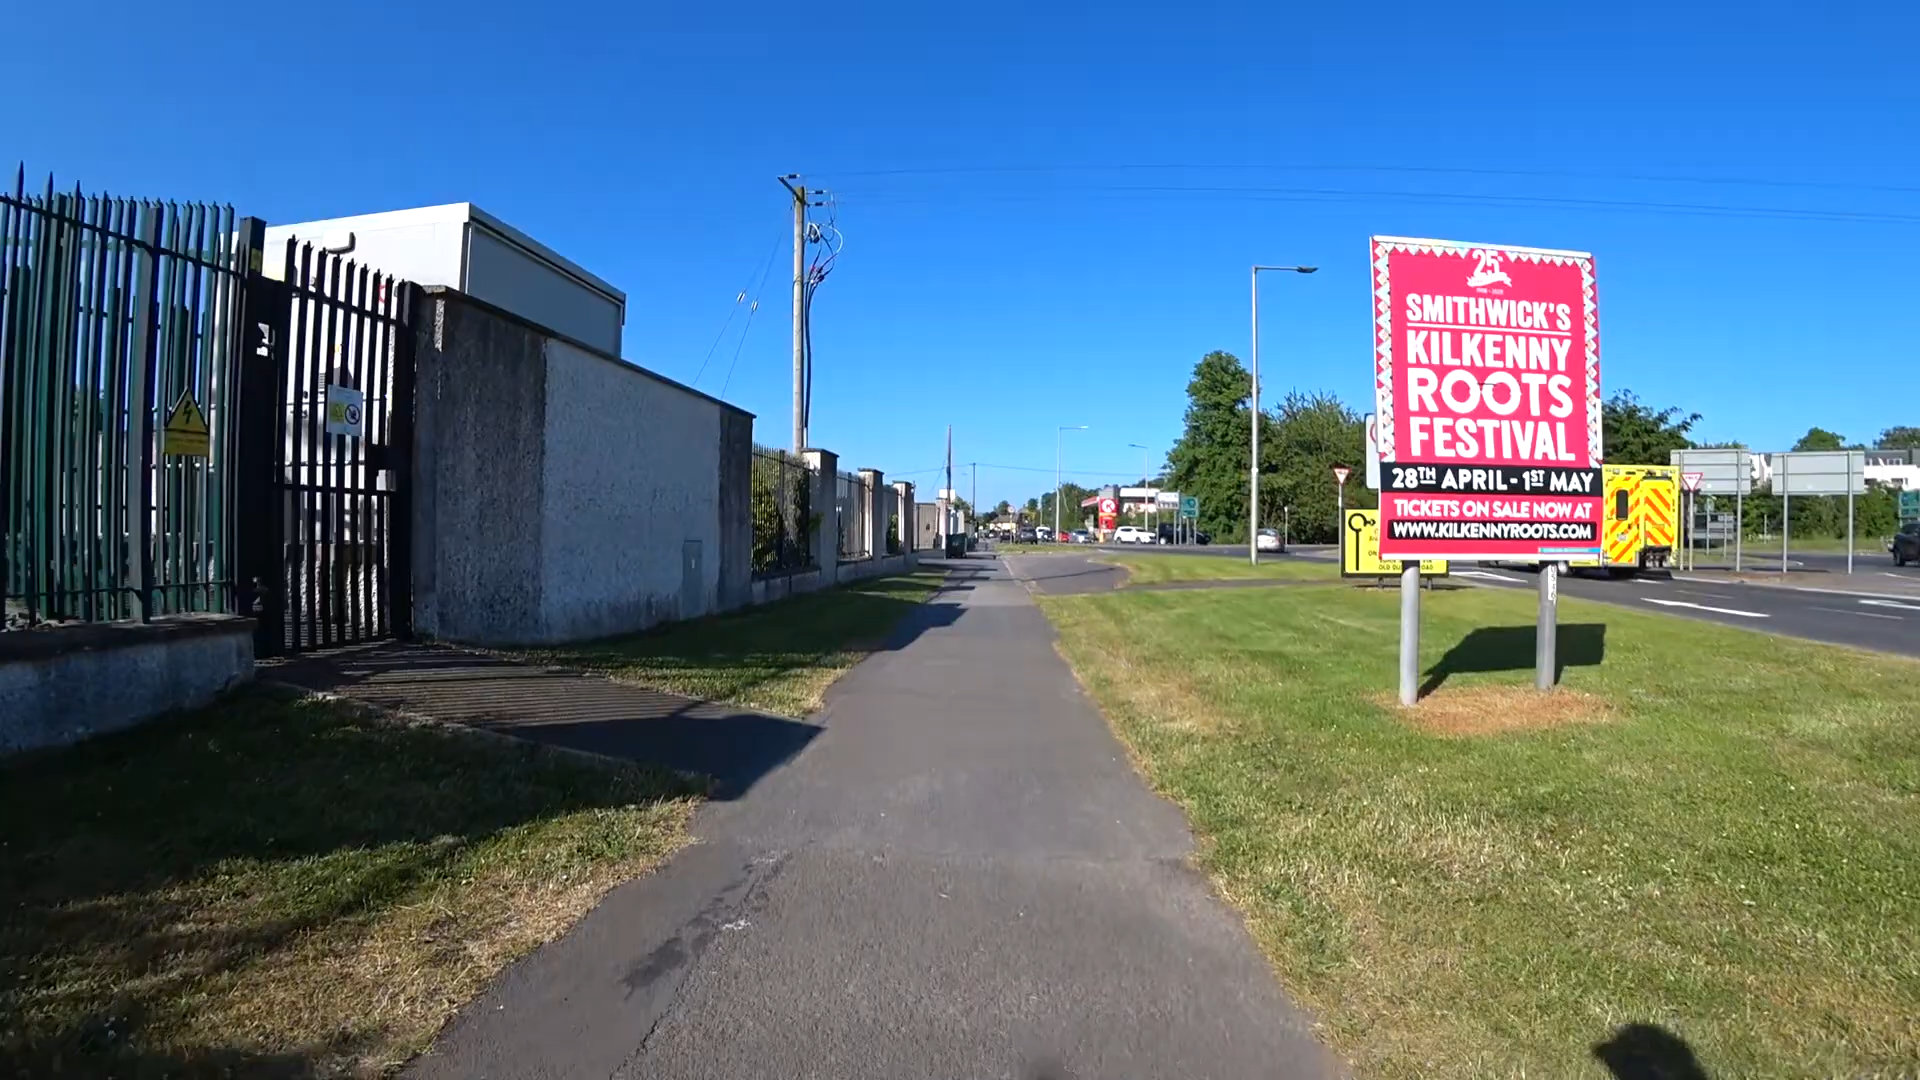 25
SMITHWICK'S
KILKENNY
ROOTS
FESTIVAL
28TH APRIL - 1ST MAY
TICKETS ON SALE NOW AT
WWW.KILKENNYROOTS.COM